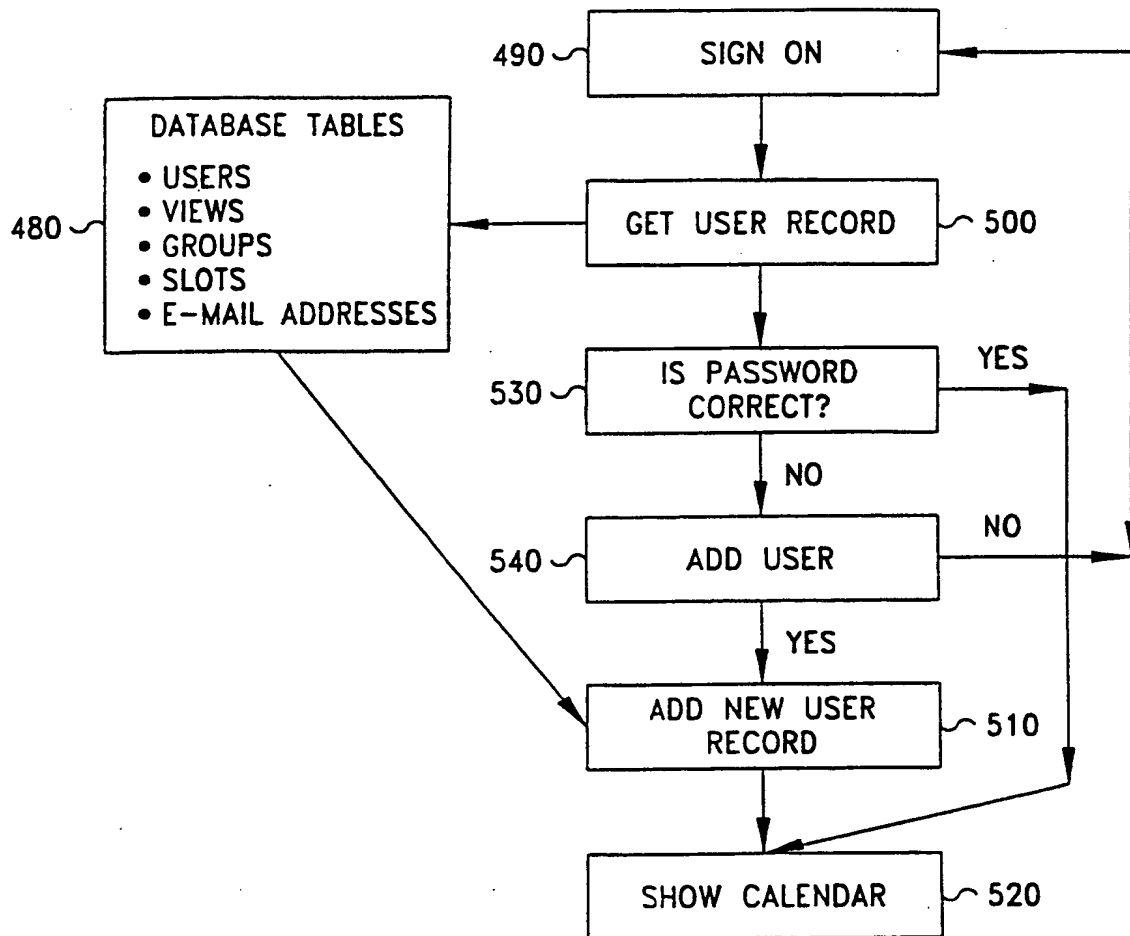 490
SIGN ON
DATABASE TABLES
• USERS
• VIEWS
• GROUPS
• SLOTS
• E-MAIL ADDRESSES
480
GET USER RECORD
500
530
IS PASSWORD
CORRECT?
YES
NO
540
ADD USER
NO
YES
ADD NEW USER
RECORD
510
SHOW CALENDAR
520